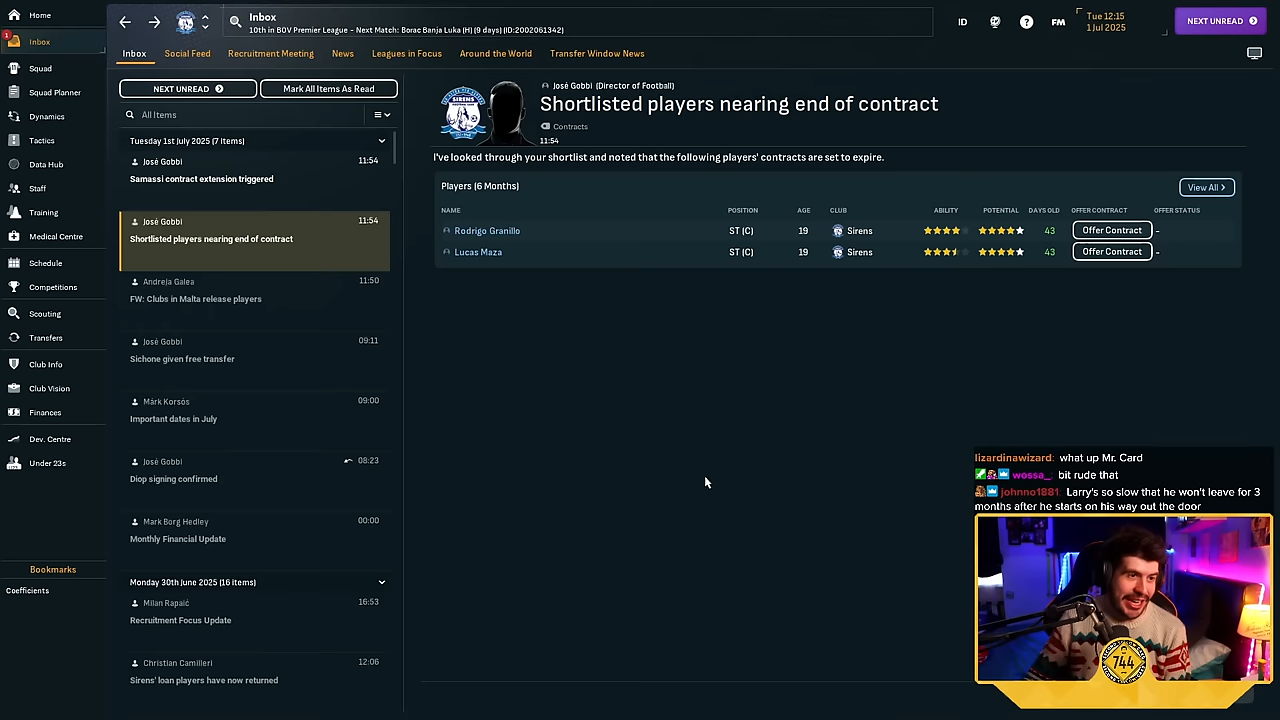 Home
1
Inbox
Squad
Squad Planner
Dynamics
Tactics
Data Hub
Staff
Training
Medical Centre
Schedule
Competitions
Scouting
Transfers
Club Info
Club Vision
Finances
Dev. Centre
Under 23s
Bookmarks
Coefficients
Inbox
10th in BOV Premier League - Next Match: Borac Banja Luka (H) (9 days) (ID:2002061342)
ID
?
FM
Tue 12:15
1 Jul 2025
NEXT UNREAD
Inbox
Social Feed
Recruitment Meeting
News
Leagues in Focus
Around the World
Transfer Window News
NEXT UNREAD
Mark All Items As Read
All Items
Tuesday 1st July 2025 (7 items)
José Gobbi
11:54
Samassi contract extension triggered
José Gobbi
11:54
Shortlisted players nearing end of contract
Andreja Galea
11:50
FW: Clubs in Malta release players
José Gobbi
09:11
Sichone given free transfer
Márk Korsós
09:00
Important dates in July
José Gobbi
08:23
Diop signing confirmed
Mark Borg Hedley
00:00
Monthly Financial Update
Monday 30th June 2025 (16 items)
Milan Rapaić
16:53
Recruitment Focus Update
Christian Camilleri
12:06
Sirens' loan players have now returned
SIRENS
José Gobbi (Director of Football)
Shortlisted players nearing end of contract
Contracts
11:54
I've looked through your shortlist and noted that the following players' contracts are set to expire.
Players (6 Months)
View All >
NAME POSITION AGE CLUB ABILITY POTENTIAL DAYS OLD OFFER CONTRACT OFFER STATUS
Rodrigo Granillo ST (C) 19 Sirens 43 Offer Contract -
Lucas Maza ST (C) 19 Sirens 43 Offer Contract -
lizardinawizard: what up Mr. Card
wossa_: bit rude that
johnno1881: Larry's so slow that he won't leave for 3
months after he starts on his way out the door
744